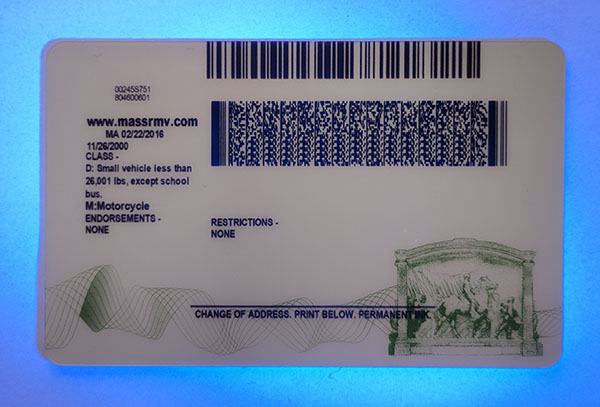 00245S751
804600601
www.massrmv.com
MA 02/22/2016
11/26/2000
CLASS -
D: Small vehicle less than
26,001 lbs, except school
bus.
M:Motorcycle
ENDORSEMENTS -
NONE
RESTRICTIONS -
NONE
CHANGE OF ADDRESS. PRINT BELOW. PERMANENT INK.